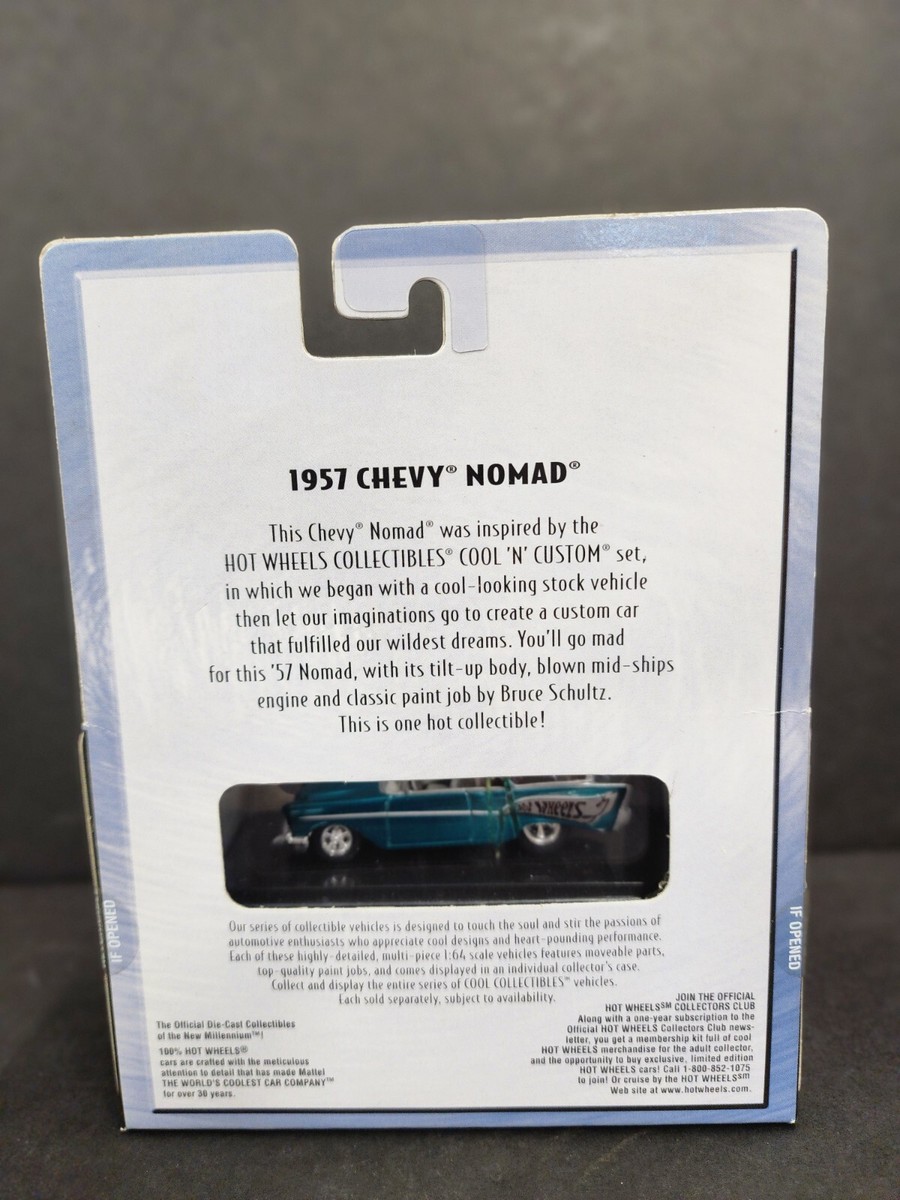 1957 CHEVY® NOMAD®
This Chevy® Nomad® was inspired by the
HOT WHEELS COLLECTIBLES® COOL 'N' CUSTOM® set,
in which we began with a cool-looking stock vehicle
then let our imaginations go to create a custom car
that fulfilled our wildest dreams. You'll go mad
for this '57 Nomad, with its tilt-up body, blown mid-ships
engine and classic paint job by Bruce Schultz.
This is one hot collectible!
Hot Wheels
Our series of collectible vehicles is designed to touch the soul and stir the passions of
automotive enthusiasts who appreciate cool designs and heart-pounding performance.
Each of these highly-detailed, multi-piece 1:64 scale vehicles features moveable parts,
top-quality paint jobs, and comes displayed in an individual collector's case.
Collect and display the entire series of COOL COLLECTIBLES™ vehicles.
Each sold separately, subject to availability.
IF OPENED
IF OPENED
The Official Die-Cast Collectibles
of the New Millennium™!
100% HOT WHEELS®
cars are crafted with the meticulous
attention to detail that has made Mattel
THE WORLD'S COOLEST CAR COMPANY™
for over 30 years.
JOIN THE OFFICIAL
HOT WHEELS℠ COLLECTORS CLUB
Along with a one-year subscription to the
Official HOT WHEELS Collectors Club news-
letter, you get a membership kit full of cool
HOT WHEELS merchandise for the adult collector,
and the opportunity to buy exclusive, limited edition
HOT WHEELS cars! Call 1-800-852-1075
to join! Or cruise by the HOT WHEELS℠
Web site at www.hotwheels.com.